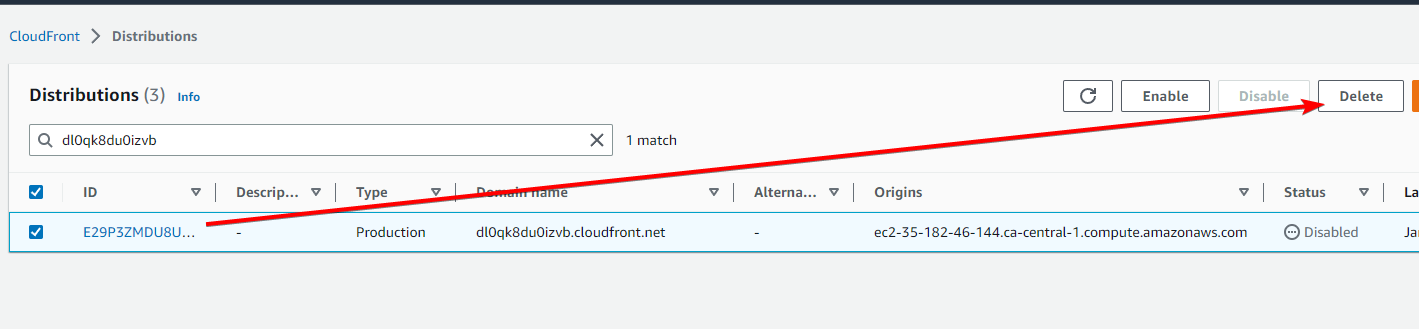 CloudFront > Distributions
Distributions (3) Info
Enable Disable Delete
dl0qk8du0izvb 1 match
ID Descrip... Type Domain name Alterna... Origins Status La
E29P3ZMDU8U... - Production dl0qk8du0izvb.cloudfront.net - ec2-35-182-46-144.ca-central-1.compute.amazonaws.com Disabled Jar